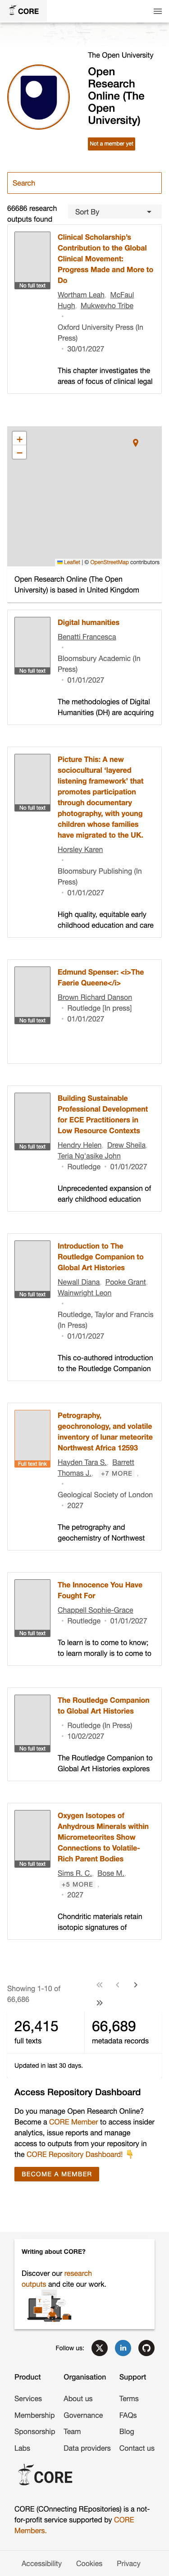 CORE
The Open University
Open
Research
Online (The
Open
University)
Not a member yet
Search
66686 research
outputs found
Sort By
No full text
Clinical Scholarship's
Contribution to the Global
Clinical Movement:
Progress Made and More to
Do
Wortham Leah, McFaul
Hugh, Mukwevho Tribe
·
Oxford University Press (In
Press)
· 30/01/2027
This chapter investigates the
areas of focus of clinical legal
+
−
Leaflet | © OpenStreetMap contributors
Open Research Online (The Open
University) is based in United Kingdom
No full text
Digital humanities
Benatti Francesca
·
Bloomsbury Academic (In
Press)
· 01/01/2027
The methodologies of Digital
Humanities (DH) are acquiring
No full text
Picture This: A new
sociocultural 'layered
listening framework' that
promotes participation
through documentary
photography, with young
children whose families
have migrated to the UK.
Horsley Karen
·
Bloomsbury Publishing (In
Press)
· 01/01/2027
High quality, equitable early
childhood education and care
No full text
Edmund Spenser: <i>The
Faerie Queene</i>
Brown Richard Danson
· Routledge [In press]
· 01/01/2027
No full text
Building Sustainable
Professional Development
for ECE Practitioners in
Low Resource Contexts
Hendry Helen, Drew Sheila,
Teria Ng'asike John
· Routledge · 01/01/2027
Unprecedented expansion of
early childhood education
No full text
Introduction to The
Routledge Companion to
Global Art Histories
Newall Diana, Pooke Grant,
Wainwright Leon
·
Routledge, Taylor and Francis
(In Press)
· 01/01/2027
This co-authored introduction
to the Routledge Companion
Full text link
Petrography,
geochronology, and volatile
inventory of lunar meteorite
Northwest Africa 12593
Hayden Tara S., Barrett
Thomas J., +7 MORE .
·
Geological Society of London
· 2027
The petrography and
geochemistry of Northwest
No full text
The Innocence You Have
Fought For
Chappell Sophie-Grace
· Routledge · 01/01/2027
To learn is to come to know;
to learn morally is to come to
No full text
The Routledge Companion
to Global Art Histories
· Routledge (In Press)
· 10/02/2027
The Routledge Companion to
Global Art Histories explores
No full text
Oxygen Isotopes of
Anhydrous Minerals within
Micrometeorites Show
Connections to Volatile-
Rich Parent Bodies
Sims R. C., Bose M.,
+5 MORE .
· 2027
Chondritic materials retain
isotopic signatures of
Showing 1-10 of
66,686
26,415
full texts
66,689
metadata records
Updated in last 30 days.
Access Repository Dashboard
Do you manage Open Research Online?
Become a CORE Member to access insider
analytics, issue reports and manage
access to outputs from your repository in
the CORE Repository Dashboard! 👇
BECOME A MEMBER
Writing about CORE?
Discover our research
outputs and cite our work.
Follow us:
Product
Services
Membership
Sponsorship
Labs
Organisation
About us
Governance
Team
Data providers
Support
Terms
FAQs
Blog
Contact us
CORE
CORE (COnnecting REpositories) is a not-
for-profit service supported by CORE
Members.
Accessibility
Cookies
Privacy